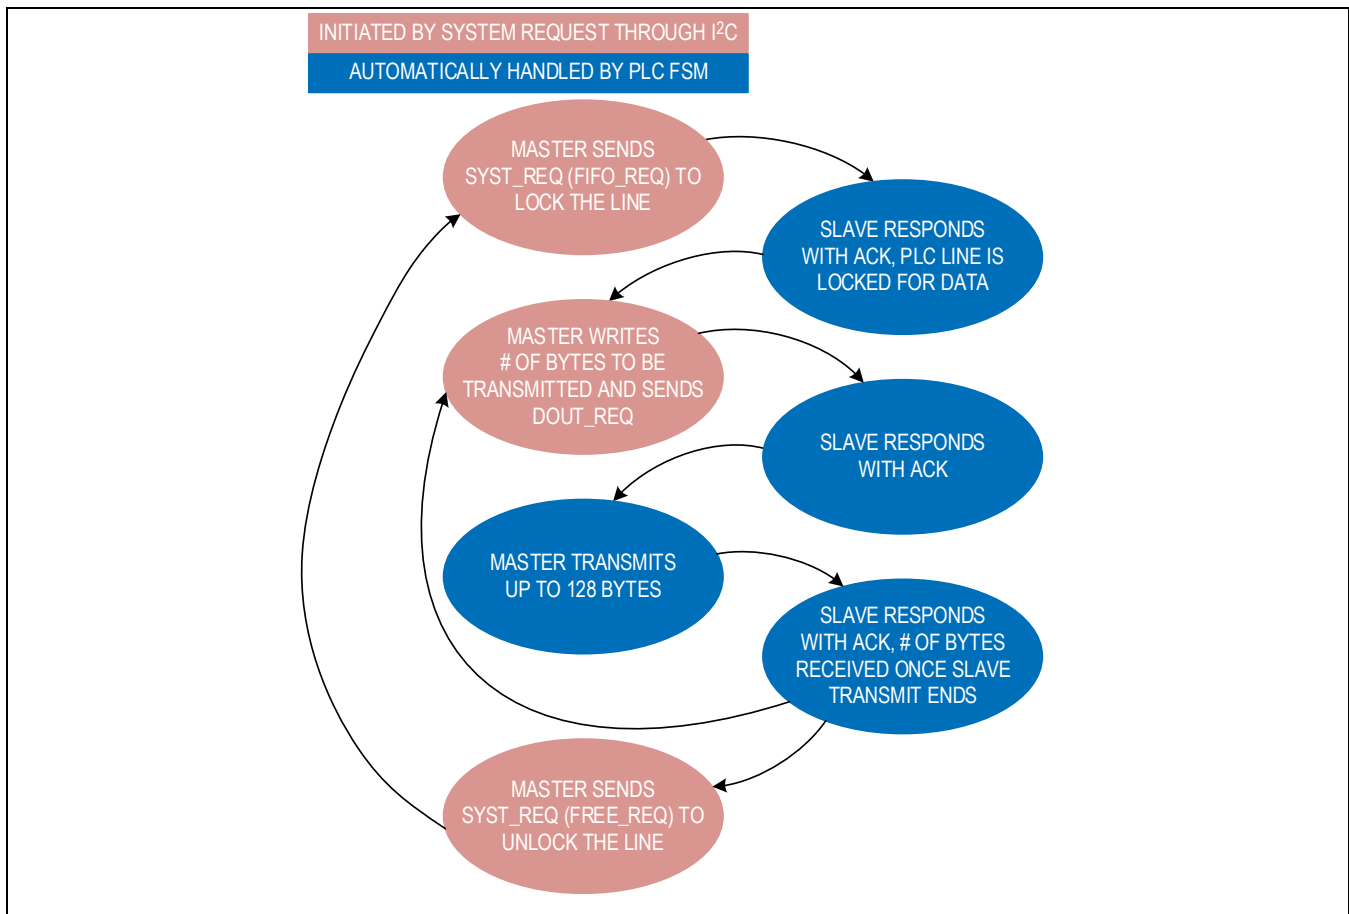 INITIATED BY SYSTEM REQUEST THROUGH I²C
AUTOMATICALLY HANDLED BY PLC FSM
MASTER SENDS
SYST_REQ (FIFO_REQ) TO
LOCK THE LINE
SLAVE RESPONDS
WITH ACK, PLC LINE IS
LOCKED FOR DATA
MASTER WRITES
# OF BYTES TO BE
TRANSMITTED AND SENDS
DOUT_REQ
SLAVE RESPONDS
WITH ACK
MASTER TRANSMITS
UP TO 128 BYTES
SLAVE RESPONDS
WITH ACK, # OF BYTES
RECEIVED ONCE SLAVE
TRANSMIT ENDS
MASTER SENDS
SYST_REQ (FREE_REQ) TO
UNLOCK THE LINE